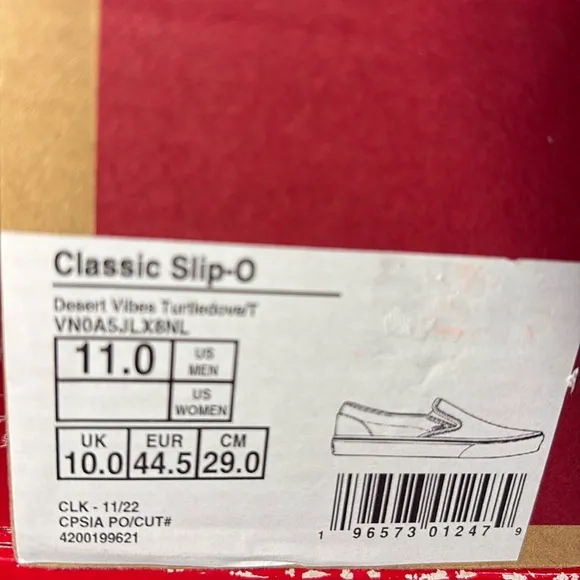 Classic Slip-O
Desert Vibes Turtledove/T
VN0A5JLX8NL
11.0 US MEN
US WOMEN
UK EUR CM
10.0 44.5 29.0
CLK - 11/22
CPSIA PO/CUT#
4200199621
1 96573 01247 9